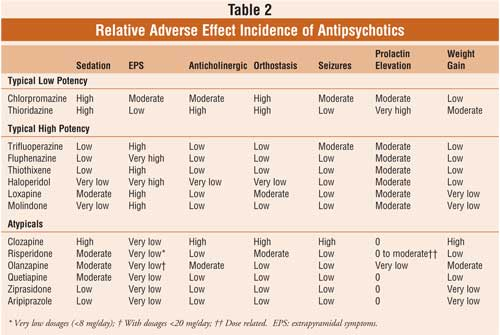 Table 2
Relative Adverse Effect Incidence of Antipsychotics
Sedation EPS Anticholinergic Orthostasis Seizures Prolactin Elevation Weight Gain
Typical Low Potency
Chlorpromazine High Moderate Moderate High Moderate Moderate Low
Thioridazine High Low High High Low Very high Moderate
Typical High Potency
Trifluoperazine Low High Low Low Moderate Moderate Low
Fluphenazine Low Very high Low Low Low Moderate Low
Thiothixene Low High Low Low Low Moderate Low
Haloperidol Very low Very high Very low Very low Low Moderate Very low
Loxapine Moderate High Low Moderate Low Moderate Very low
Molindone Very low High Low Low Low Moderate Very low
Atypicals
Clozapine High Very low High High High 0 High
Risperidone Moderate Very low* Low Moderate Low 0 to moderate†† Low
Olanzapine Moderate Very low† Moderate Low Low Very low Moderate
Quetiapine Moderate Very low Low Low Low 0 Low
Ziprasidone Low Very low Low Low Low 0 Very low
Aripiprazole Low Very low Low Low Low 0 Very low
* Very low dosages (<8 mg/day); † With dosages <20 mg/day; †† Dose related. EPS: extrapyramidal symptoms.